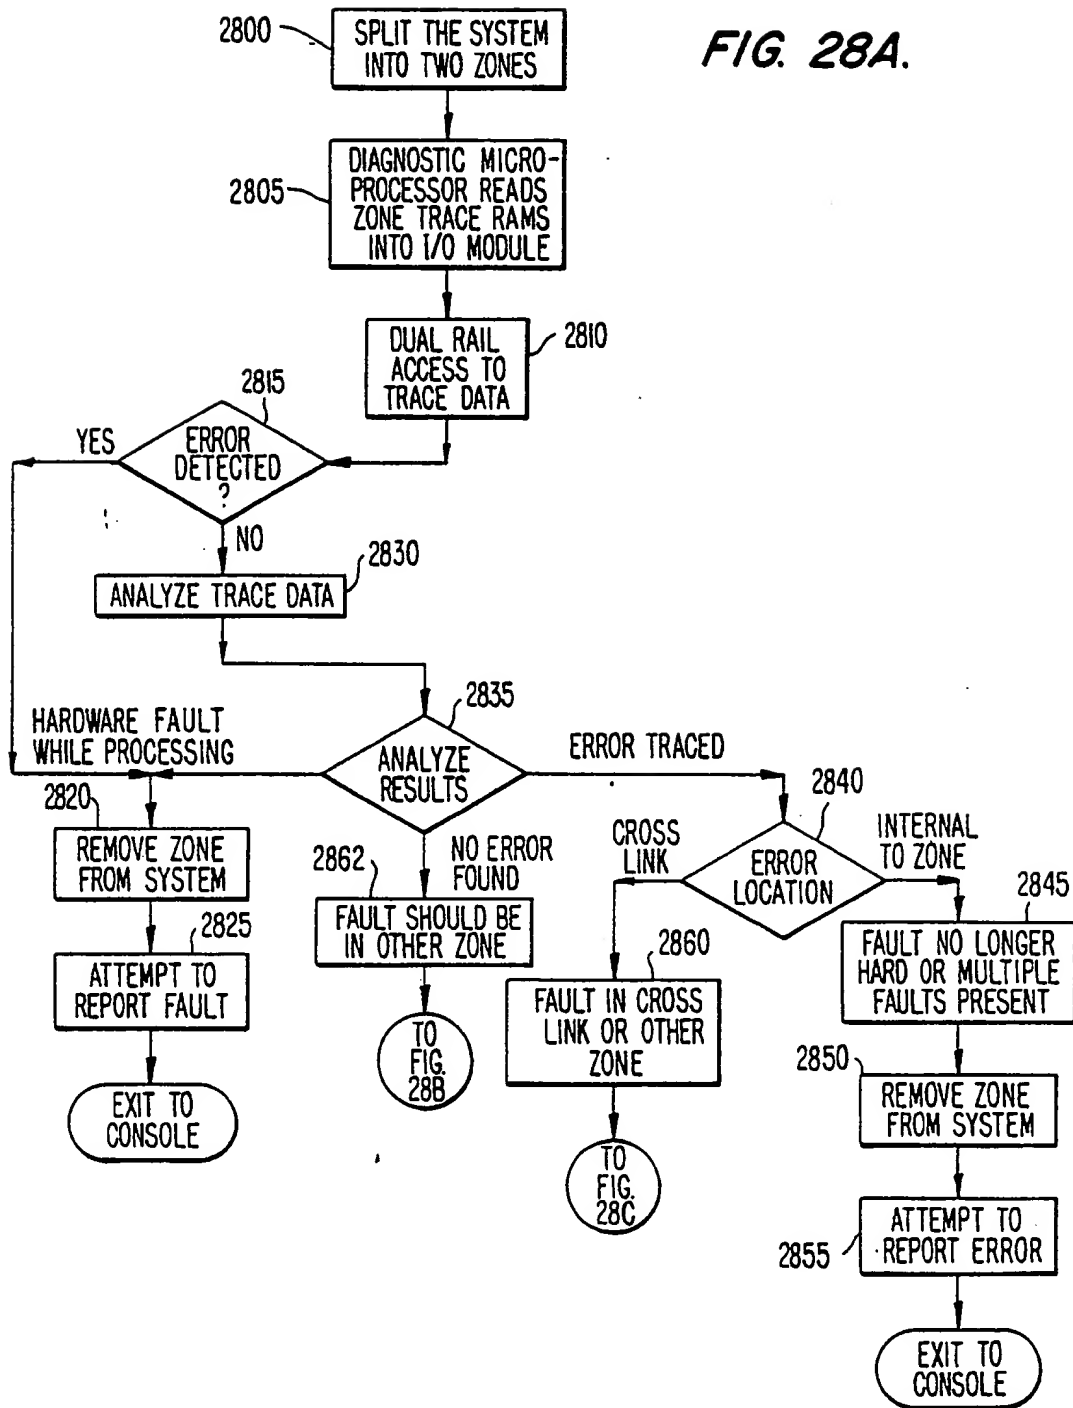 FIG. 28A.
2800
SPLIT THE SYSTEM
INTO TWO ZONES
2805
DIAGNOSTIC MICRO-
PROCESSOR READS
ZONE TRACE RAMS
INTO I/O MODULE
2810
DUAL RAIL
ACCESS TO
TRACE DATA
2815
YES
ERROR
DETECTED
?
NO
2830
ANALYZE TRACE DATA
2835
HARDWARE FAULT
WHILE PROCESSING
ANALYZE
RESULTS
ERROR TRACED
2820
REMOVE ZONE
FROM SYSTEM
2825
ATTEMPT TO
REPORT FAULT
EXIT TO
CONSOLE
NO ERROR
FOUND
2862
FAULT SHOULD BE
IN OTHER ZONE
TO
FIG.
28B
2840
CROSS
LINK
ERROR
LOCATION
INTERNAL
TO ZONE
2860
FAULT IN CROSS
LINK OR OTHER
ZONE
TO
FIG.
28C
2845
FAULT NO LONGER
HARD OR MULTIPLE
FAULTS PRESENT
2850
REMOVE ZONE
FROM SYSTEM
2855
ATTEMPT TO
REPORT ERROR
EXIT TO
CONSOLE